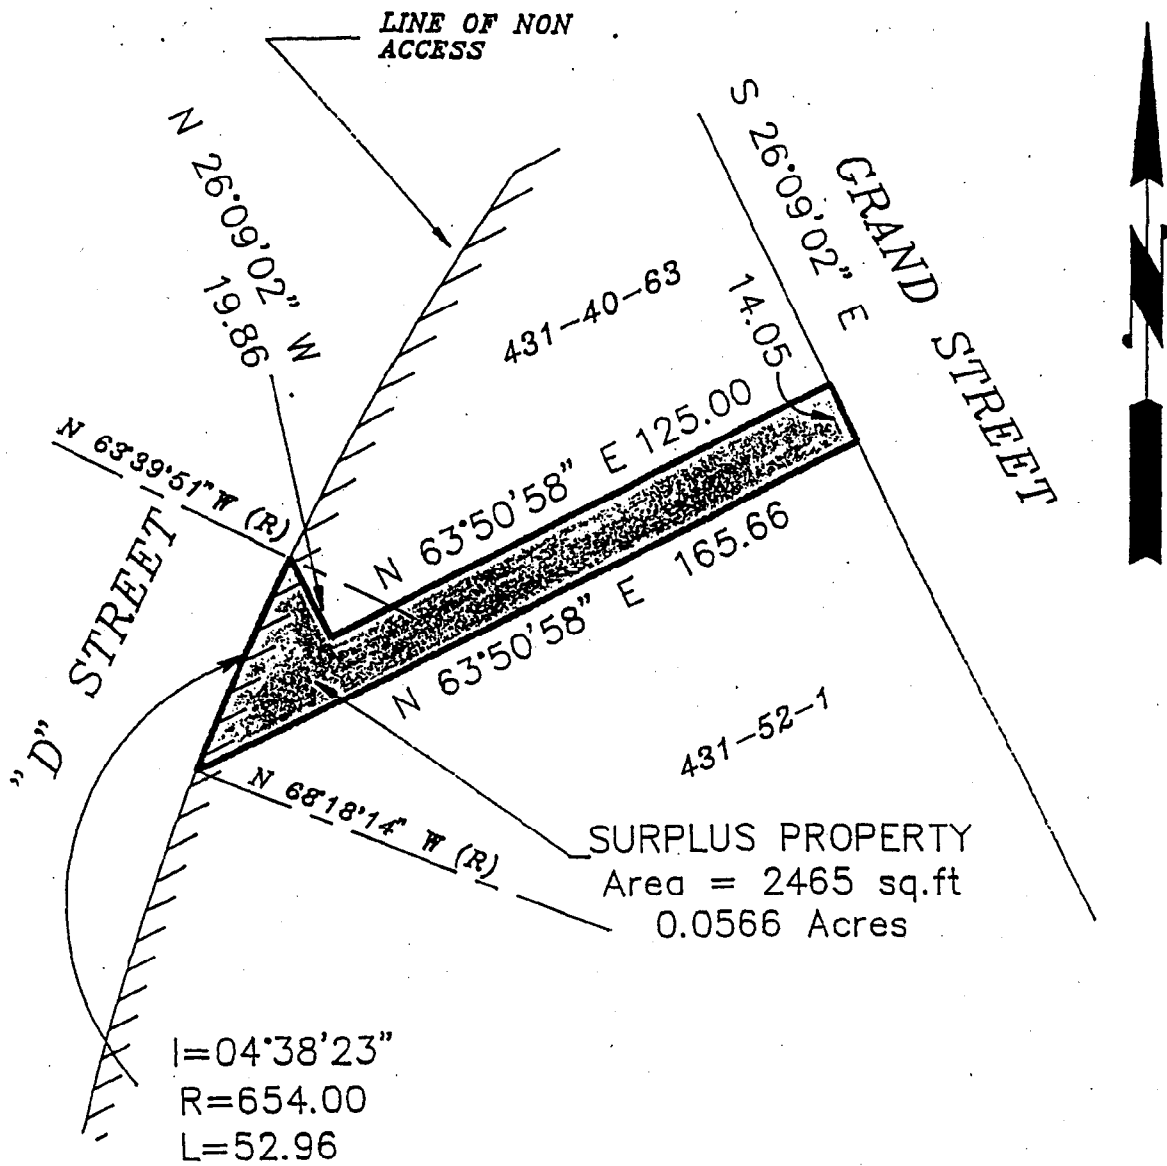 LINE OF NON
ACCESS
N 26°09'02" W
19.86
S 26°09'02" E
GRAND STREET
14.05
431-40-63
N 63°39'51" W (R)
N 63°50'58" E 125.00
N 63°50'58" E 165.66
"D" STREET
431-52-1
N 68°18'14" W (R)
SURPLUS PROPERTY
Area = 2465 sq.ft
0.0566 Acres
I=04°38'23"
R=654.00
L=52.96
N